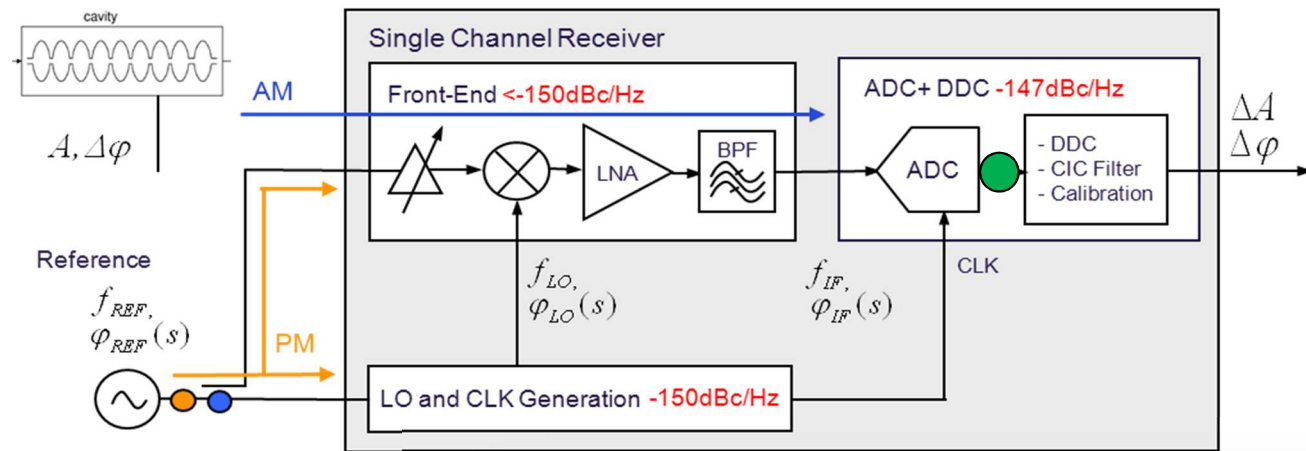 cavity
Single Channel Receiver
AM
Front-End <-150dBc/Hz
ADC+ DDC -147dBc/Hz
A, Δφ
LNA
BPF
ADC
- DDC
- CIC Filter
- Calibration
ΔA
Δφ
Reference
f_REF,
φ_REF(s)
PM
f_LO,
φ_LO(s)
f_IF,
φ_IF(s)
CLK
LO and CLK Generation -150dBc/Hz